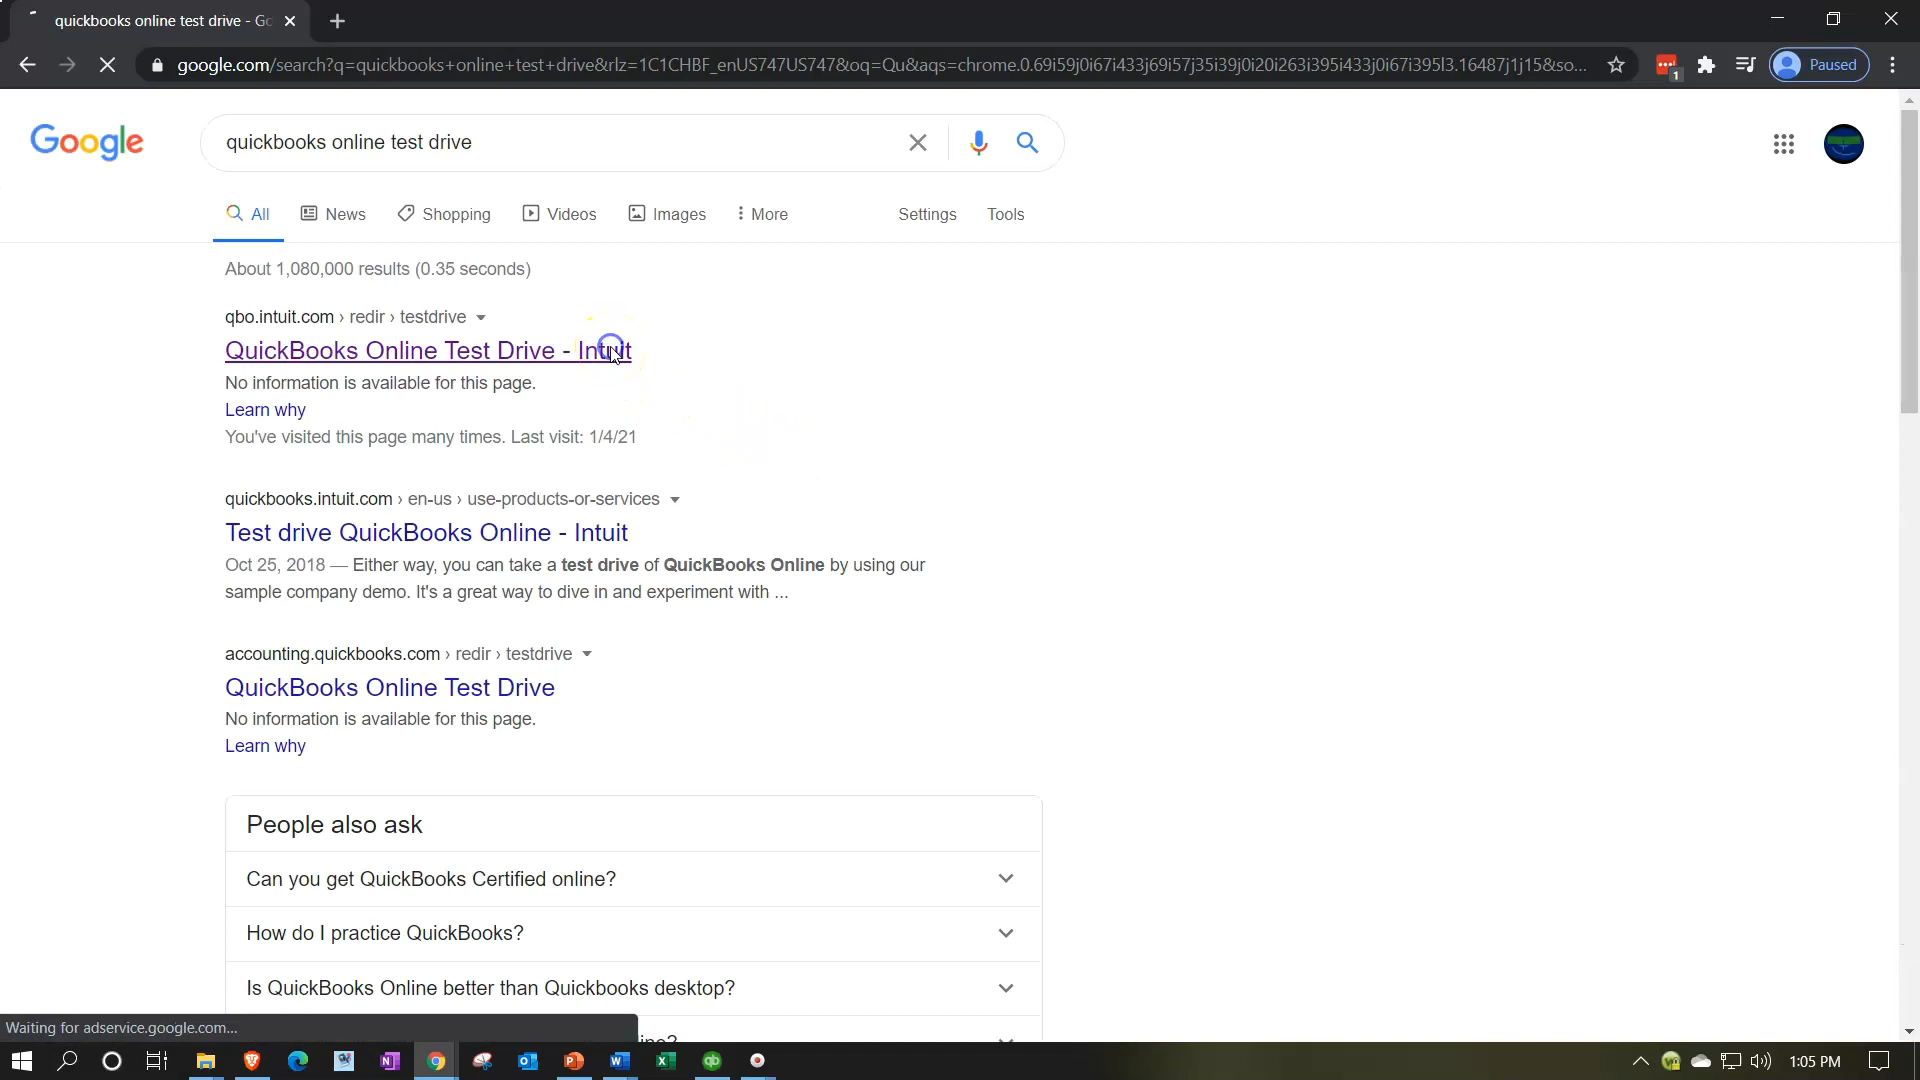 quickbooks online test drive - Go
google.com/search?q=quickbooks+online+test+drive&rlz=1C1CHBF_enUS747US747&oq=Qu&aqs=chrome.0.69i59j0i67i433j69i57j35i39j0i20i263i395i433j0i67i395l3.16487j1j15&so...
1
Paused
Google
quickbooks online test drive
All
News
Shopping
Videos
Images
More
Settings
Tools
About 1,080,000 results (0.35 seconds)
qbo.intuit.com › redir › testdrive
QuickBooks Online Test Drive - Intuit
No information is available for this page.
Learn why
You've visited this page many times. Last visit: 1/4/21
quickbooks.intuit.com › en-us › use-products-or-services
Test drive QuickBooks Online - Intuit
Oct 25, 2018 — Either way, you can take a test drive of QuickBooks Online by using our
sample company demo. It's a great way to dive in and experiment with ...
accounting.quickbooks.com › redir › testdrive
QuickBooks Online Test Drive
No information is available for this page.
Learn why
People also ask
Can you get QuickBooks Certified online?
How do I practice QuickBooks?
Is QuickBooks Online better than Quickbooks desktop?
Waiting for adservice.google.com...
1:05 PM